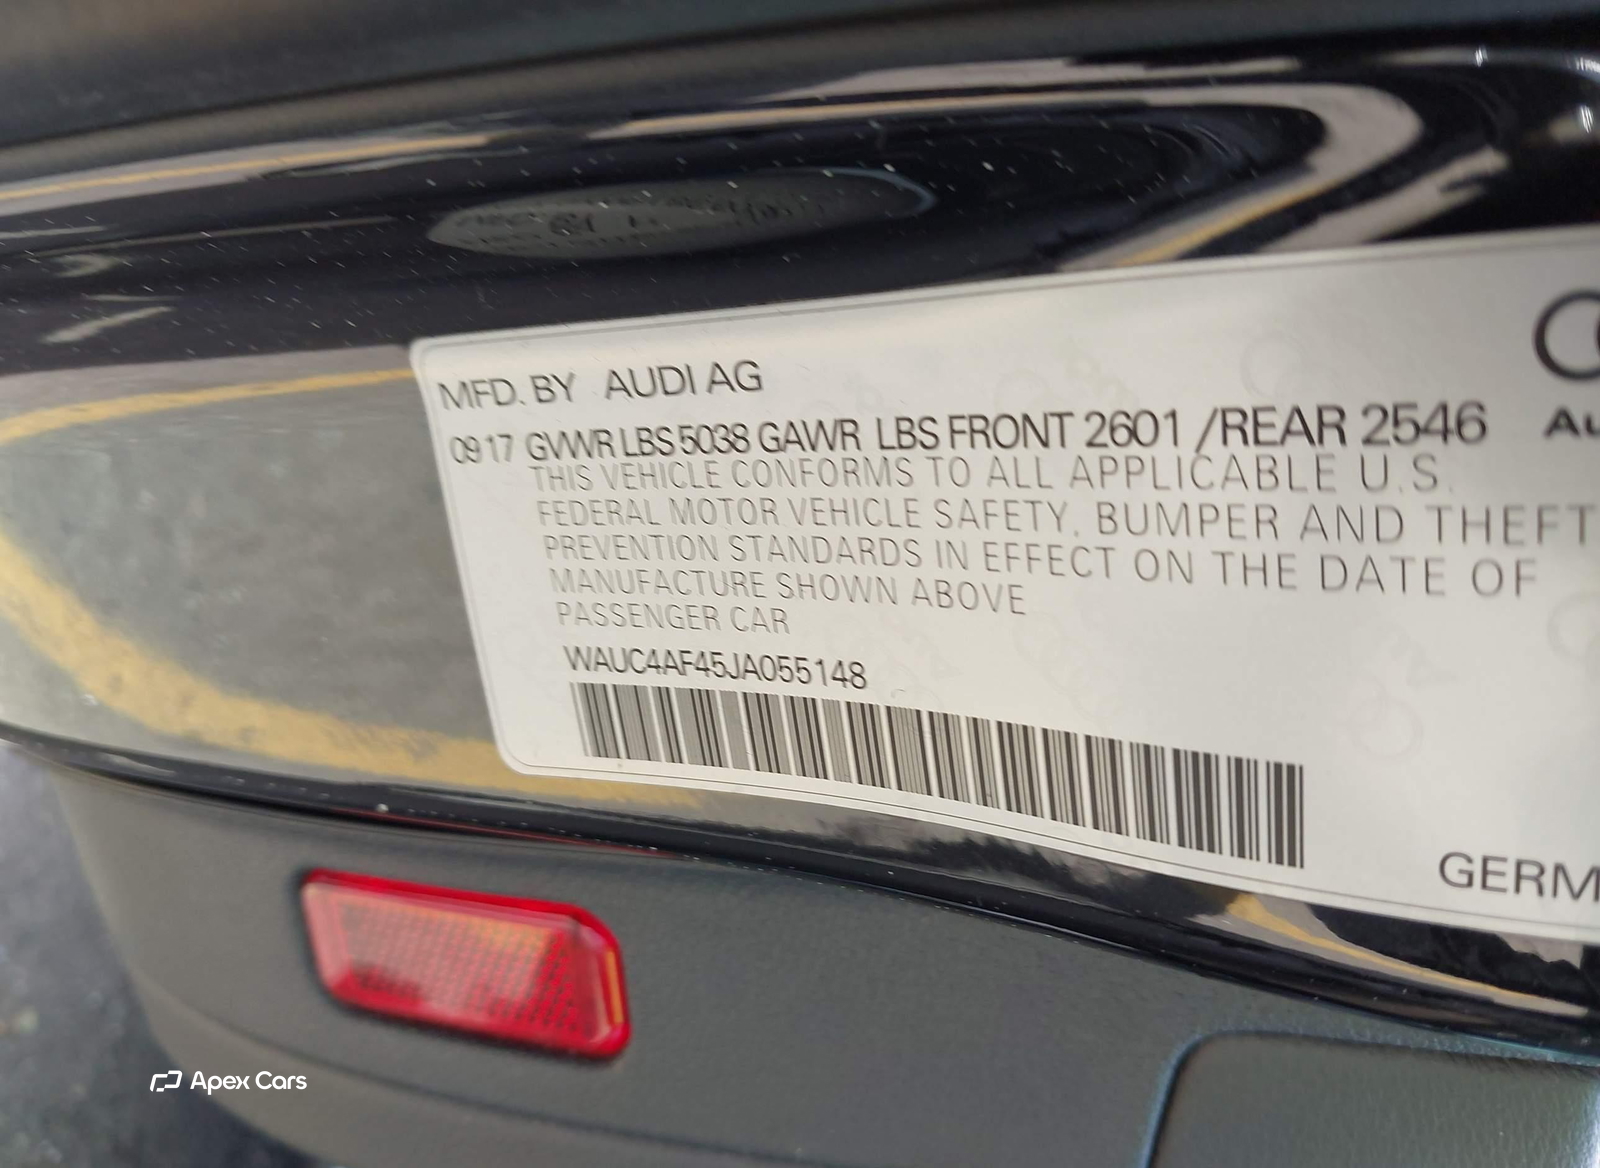 MFD. BY AUDI AG
09 17 GVWR LBS 5038 GAWR LBS FRONT 2601 /REAR 2546
THIS VEHICLE CONFORMS TO ALL APPLICABLE U.S.
FEDERAL MOTOR VEHICLE SAFETY, BUMPER AND THEFT
PREVENTION STANDARDS IN EFFECT ON THE DATE OF
MANUFACTURE SHOWN ABOVE
PASSENGER CAR
WAUC4AF45JA055148
Au
GERM
Apex Cars